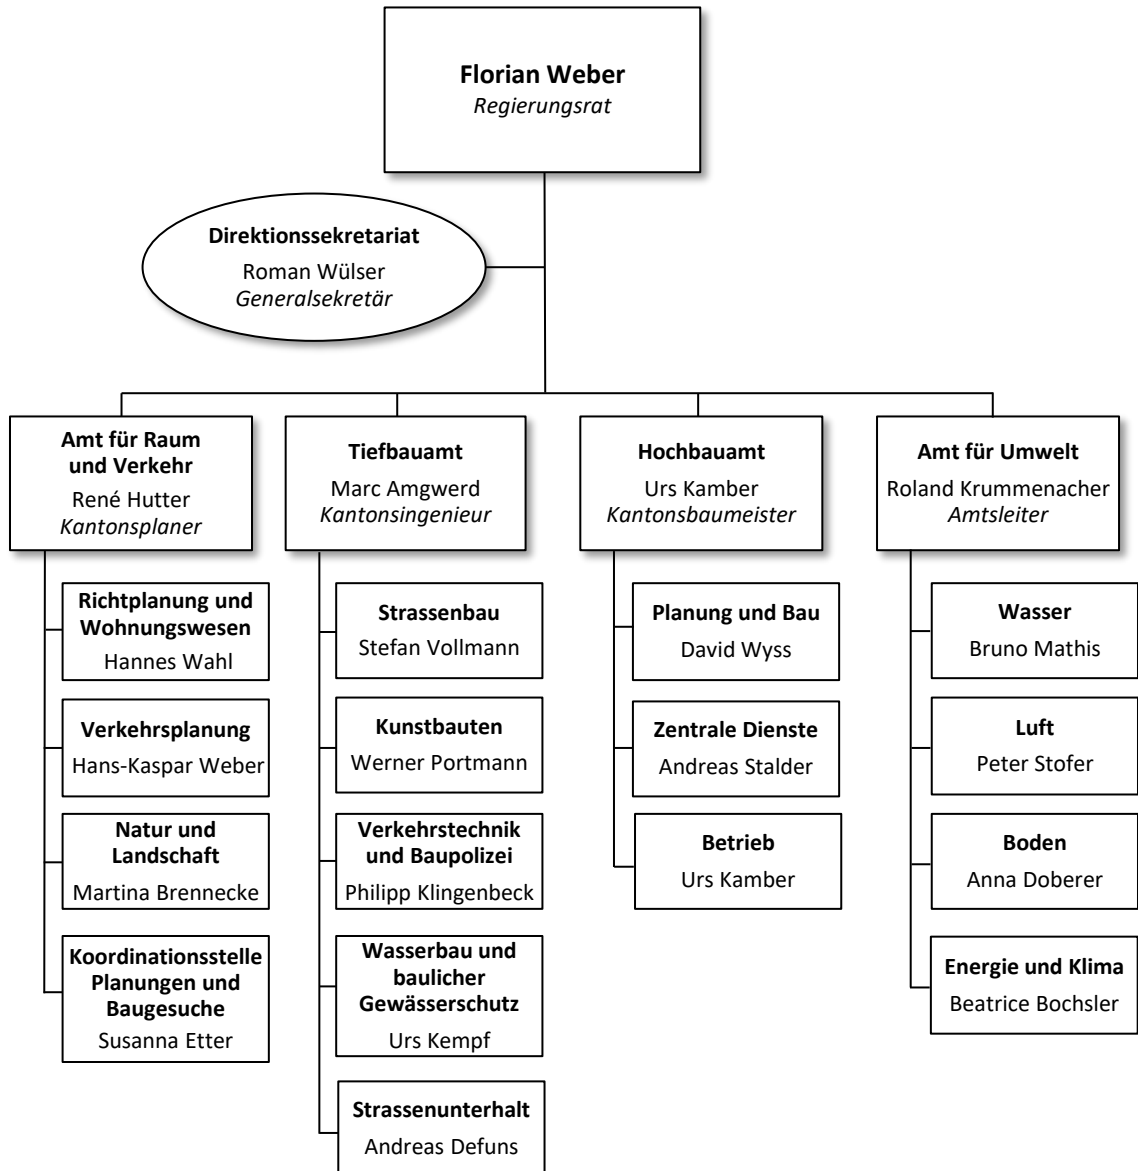 Florian Weber
Regierungsrat
Direktionssekretariat
Roman Wülser
Generalsekretär
Amt für Raum
und Verkehr
René Hutter
Kantonsplaner
Richtplanung und
Wohnungswesen
Hannes Wahl
Verkehrsplanung
Hans-Kaspar Weber
Natur und
Landschaft
Martina Brennecke
Koordinationsstelle
Planungen und
Baugesuche
Susanna Etter
Tiefbauamt
Marc Amgwerd
Kantonsingenieur
Strassenbau
Stefan Vollmann
Kunstbauten
Werner Portmann
Verkehrstechnik
und Baupolizei
Philipp Klingenbeck
Wasserbau und
baulicher
Gewässerschutz
Urs Kempf
Strassenunterhalt
Andreas Defuns
Hochbauamt
Urs Kamber
Kantonsbaumeister
Planung und Bau
David Wyss
Zentrale Dienste
Andreas Stalder
Betrieb
Urs Kamber
Amt für Umwelt
Roland Krummenacher
Amtsleiter
Wasser
Bruno Mathis
Luft
Peter Stofer
Boden
Anna Doberer
Energie und Klima
Beatrice Bochsler